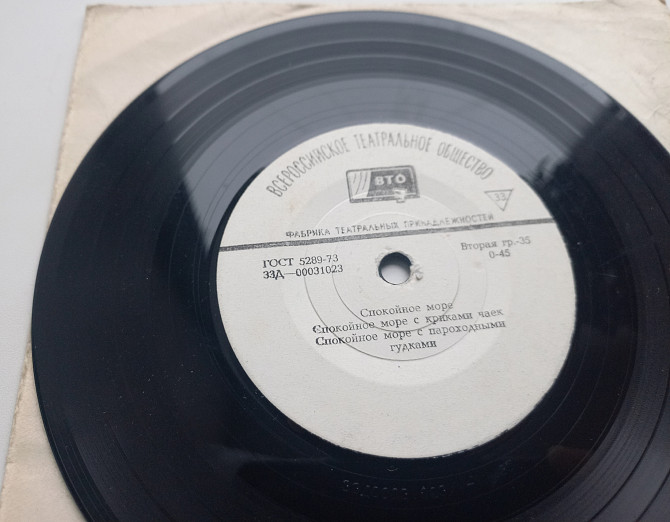 ВСЕРОССИЙСКОЕ ТЕАТРАЛЬНОЕ ОБЩЕСТВО
ВТО
33
ФАБРИКА ТЕАТРАЛЬНЫХ ПРИНАДЛЕЖНОСТЕЙ
ГОСТ 5289-73
33Д—00031023
Вторая гр.-35
0-45
Спокойное море
Спокойное море с криками чаек
Спокойное море с пароходными
гудками